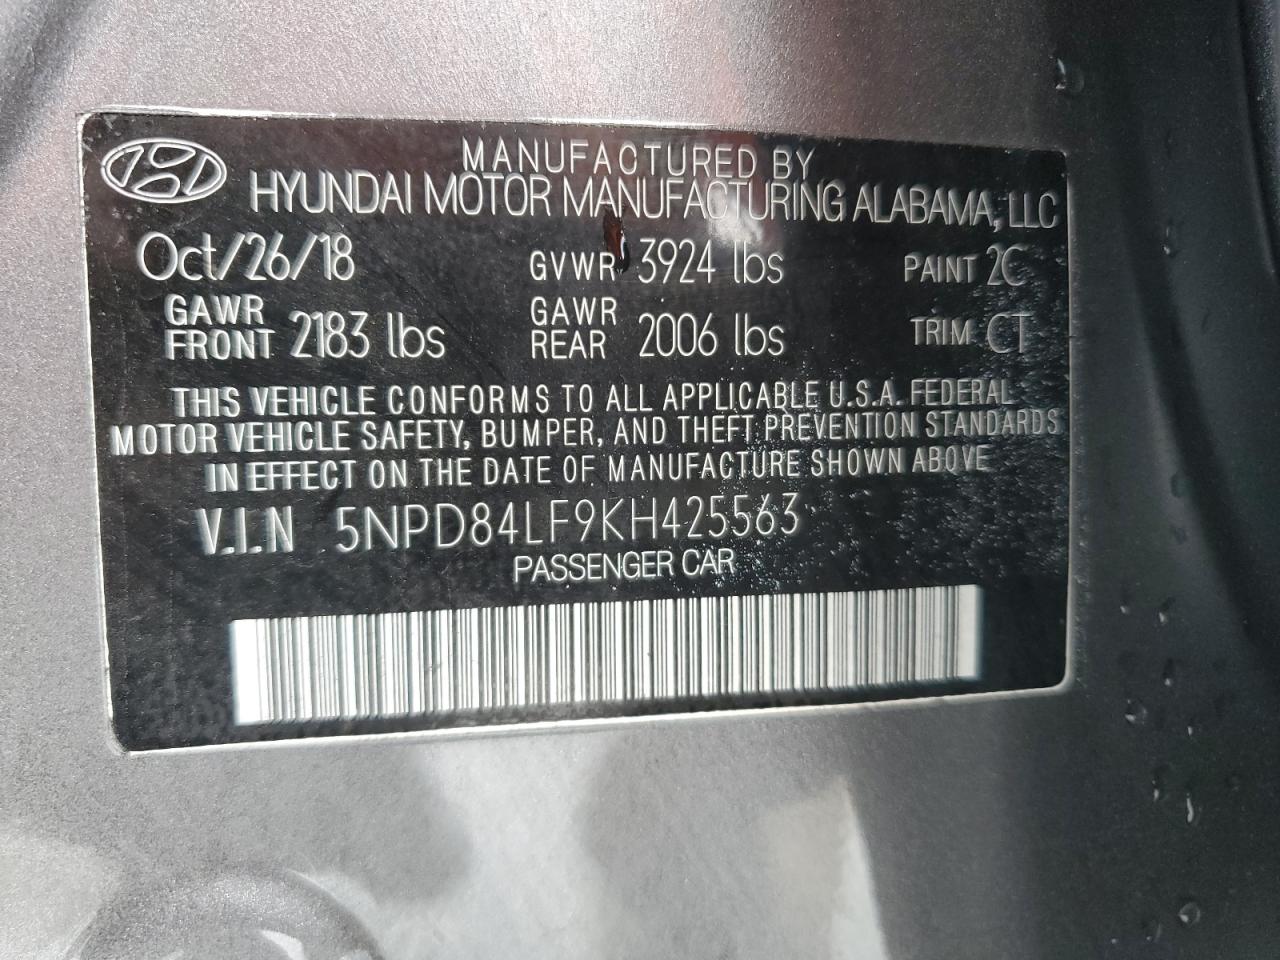 MANUFACTURED BY
HYUNDAI MOTOR MANUFACTURING ALABAMA, LLC
Oct/26/18 GVWR 3924 lbs PAINT 2C
GAWR FRONT 2183 lbs GAWR REAR 2006 lbs TRIM CT
THIS VEHICLE CONFORMS TO ALL APPLICABLE U.S.A. FEDERAL
MOTOR VEHICLE SAFETY, BUMPER, AND THEFT PREVENTION STANDARDS
IN EFFECT ON THE DATE OF MANUFACTURE SHOWN ABOVE
V.I.N 5NPD84LF9KH425563
PASSENGER CAR